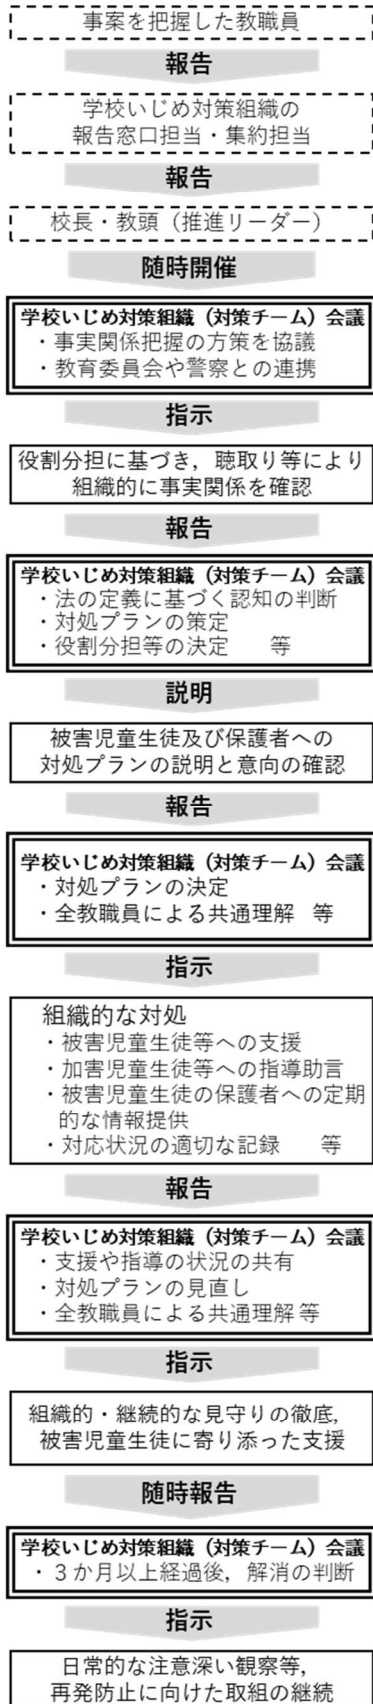 事案を把握した教職員
報告
学校いじめ対策組織の
報告窓口担当・集約担当
報告
校長・教頭（推進リーダー）
随時開催
学校いじめ対策組織（対策チーム）会議
・事実関係把握の方策を協議
・教育委員会や警察との連携
指示
役割分担に基づき，聴取り等により
組織的に事実関係を確認
報告
学校いじめ対策組織（対策チーム）会議
・法の定義に基づく認知の判断
・対処プランの策定
・役割分担等の決定　　等
説明
被害児童生徒及び保護者への
対処プランの説明と意向の確認
報告
学校いじめ対策組織（対策チーム）会議
・対処プランの決定
・全教職員による共通理解　等
指示
組織的な対処
・被害児童生徒等への支援
・加害児童生徒等への指導助言
・被害児童生徒の保護者への定期
的な情報提供
・対応状況の適切な記録　　等
報告
学校いじめ対策組織（対策チーム）会議
・支援や指導の状況の共有
・対処プランの見直し
・全教職員による共通理解 等
指示
組織的・継続的な見守りの徹底，
被害児童生徒に寄り添った支援
随時報告
学校いじめ対策組織（対策チーム）会議
・３か月以上経過後，解消の判断
指示
日常的な注意深い観察等，
再発防止に向けた取組の継続